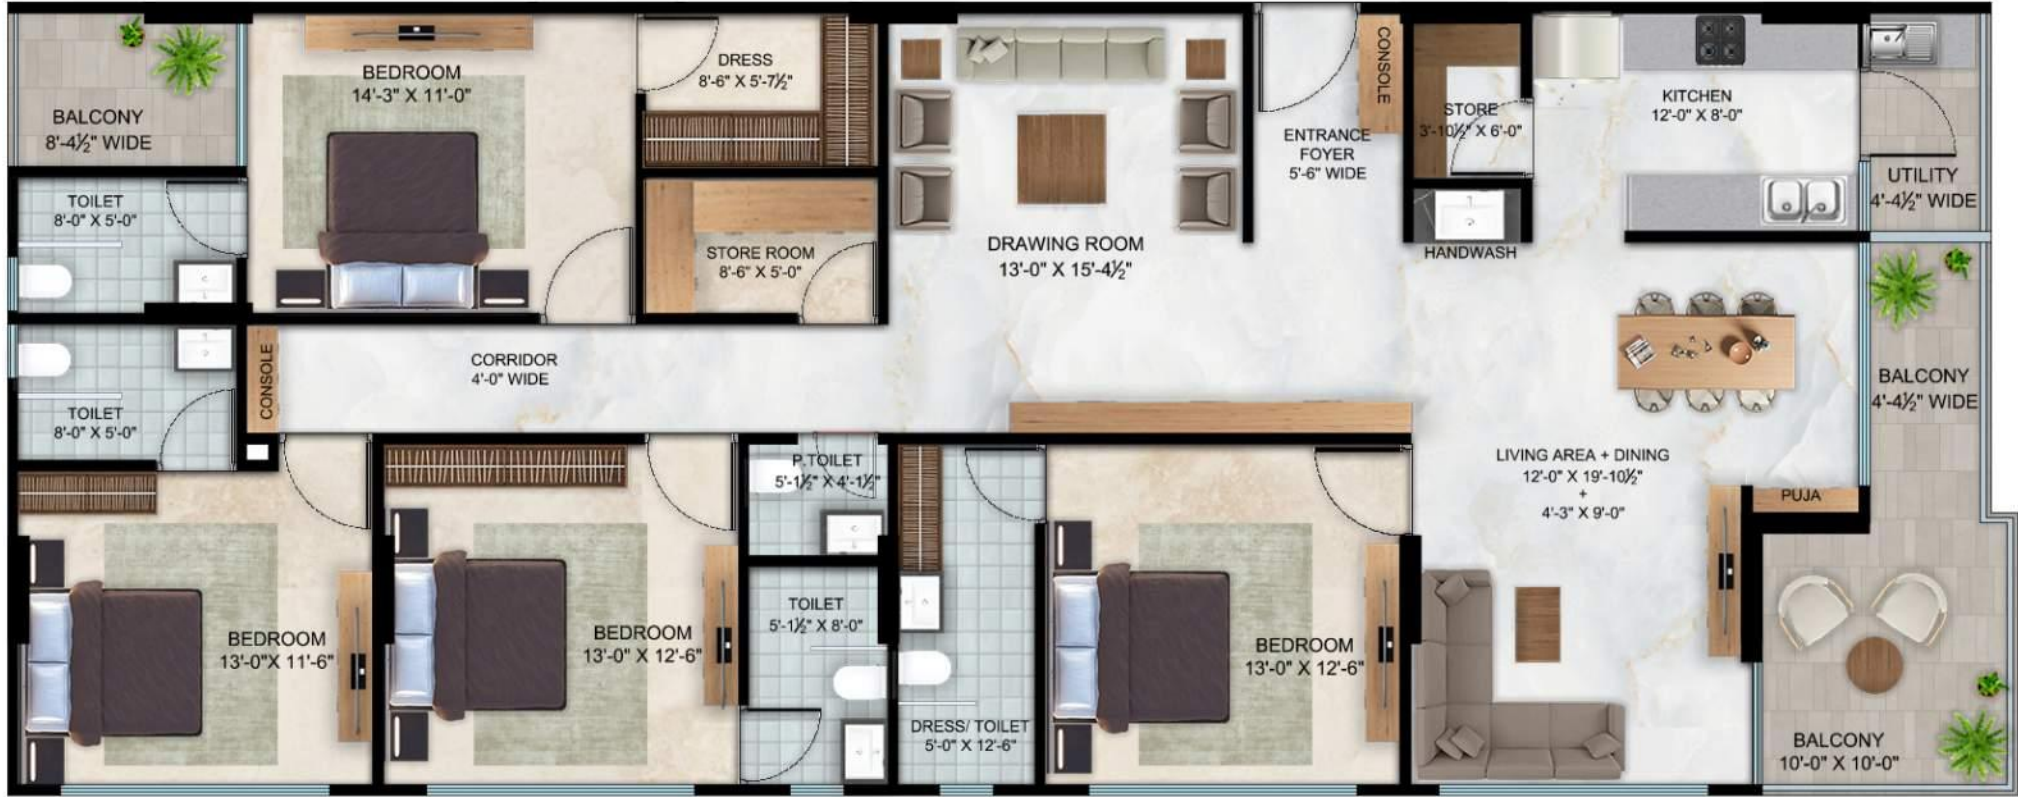 BALCONY
8'-4½" WIDE
BEDROOM
14'-3" X 11'-0"
DRESS
8'-6" X 5'-7½"
STORE ROOM
8'-6" X 5'-0"
DRAWING ROOM
13'-0" X 15'-4½"
ENTRANCE
FOYER
5'-6" WIDE
CONSOLE
STORE
3'-10½" X 6'-0"
HANDWASH
KITCHEN
12'-0" X 8'-0"
UTILITY
4'-4½" WIDE
TOILET
8'-0" X 5'-0"
TOILET
8'-0" X 5'-0"
CONSOLE
CORRIDOR
4'-0" WIDE
BALCONY
4'-4½" WIDE
LIVING AREA + DINING
12'-0" X 19'-10½"
+
4'-3" X 9'-0"
PUJA
BEDROOM
13'-0"X 11'-6"
BEDROOM
13'-0" X 12'-6"
P.TOILET
5'-1½" X 4'-1½"
TOILET
5'-1½" X 8'-0"
DRESS/ TOILET
5'-0" X 12'-6"
BEDROOM
13'-0" X 12'-6"
BALCONY
10'-0" X 10'-0"